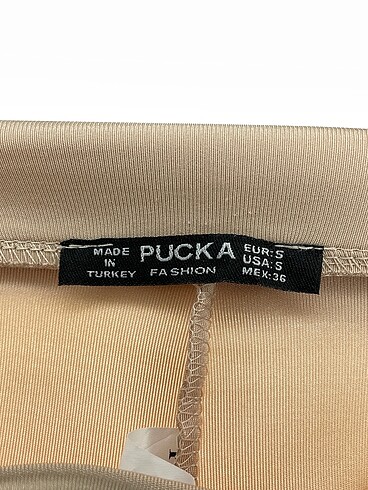 MADE
IN
TURKEY
PUCKA
FASHION
EUR:S
USA:S
MEX:36